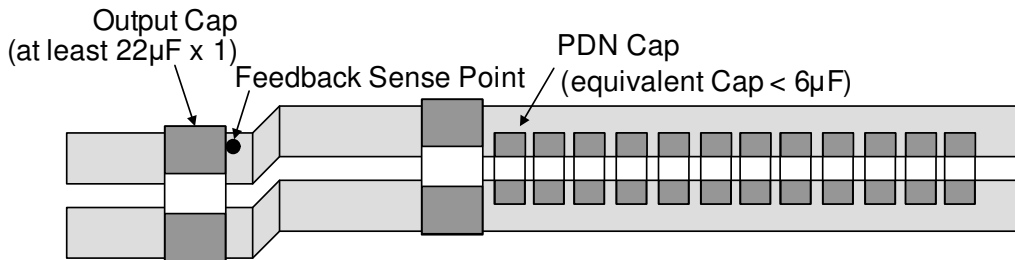 Output Cap
(at least 22µF x 1)
Feedback Sense Point
PDN Cap
(equivalent Cap < 6µF)